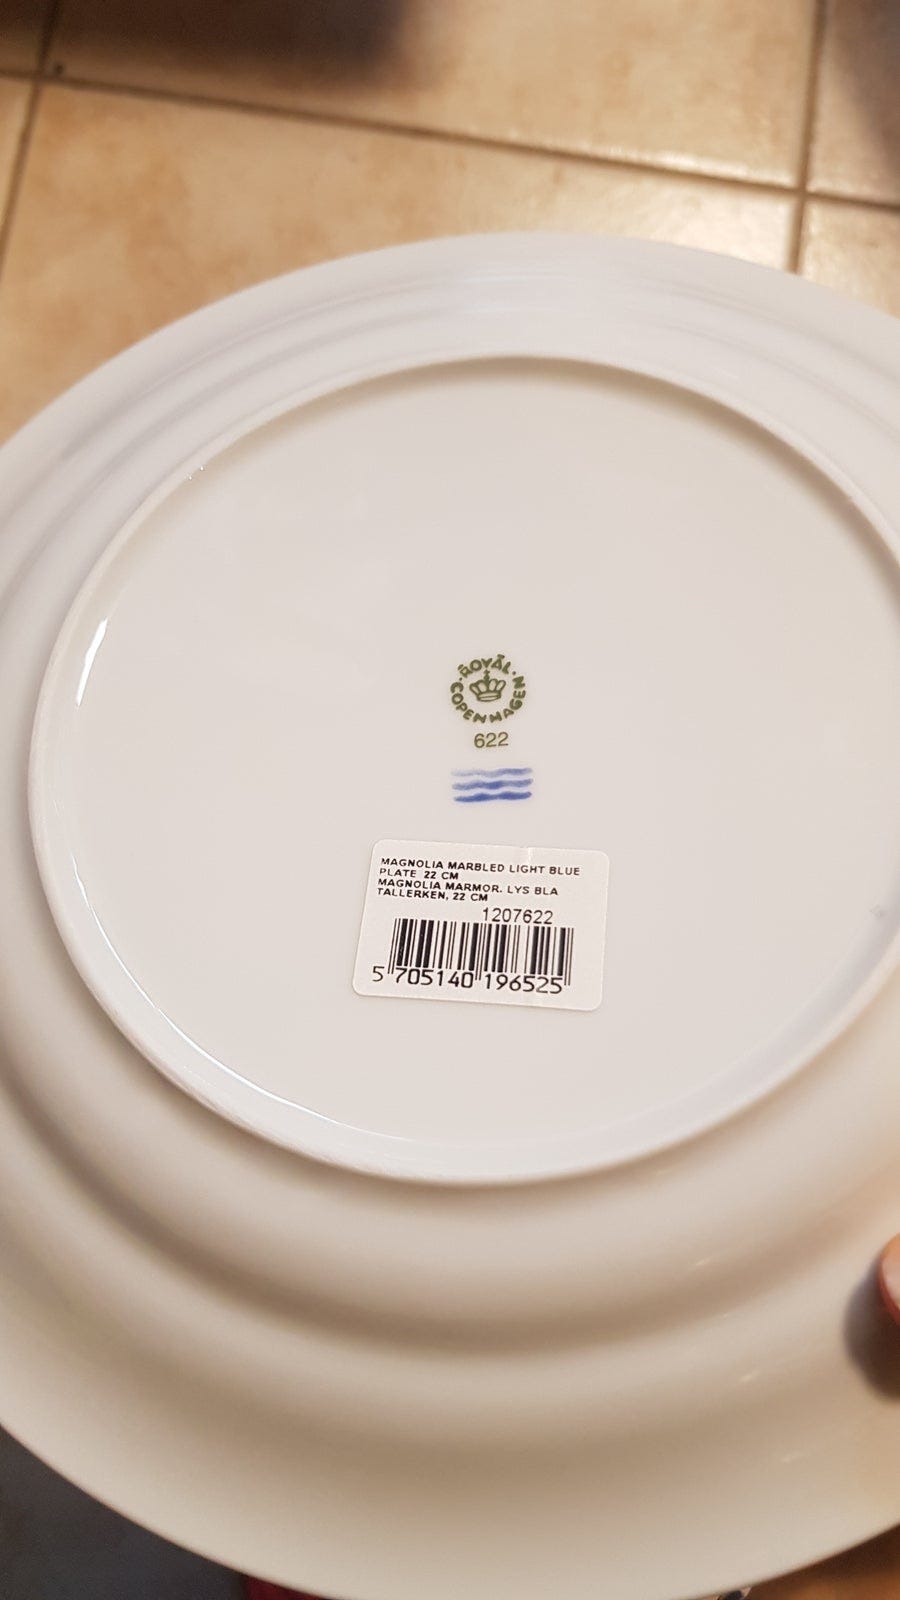 ROYAL COPENHAGEN
622
MAGNOLIA MARBLED LIGHT BLUE
PLATE 22 CM
MAGNOLIA MARMOR. LYS BLA
TALLERKEN, 22 CM
1207622
5 705140 196525